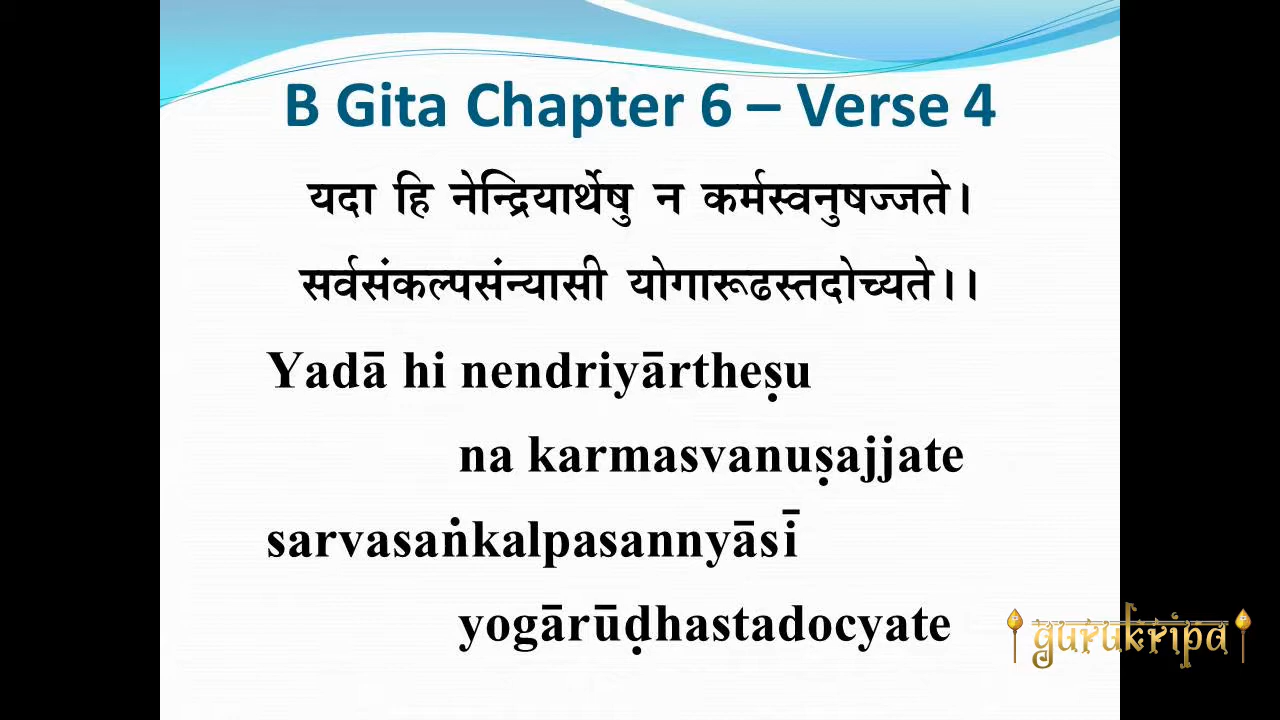 B Gita Chapter 6 – Verse 4
यदा हि नेन्द्रियार्थेषु न कर्मस्वनुषज्जते।
सर्वसंकल्पसंन्यासी योगारूढस्तदोच्यते।।
Yadā hi nendriyārtheṣu
na karmasvanuṣajjate
sarvasaṅkalpasannyāsī
yogārūḍhastadocyate
gurukripa